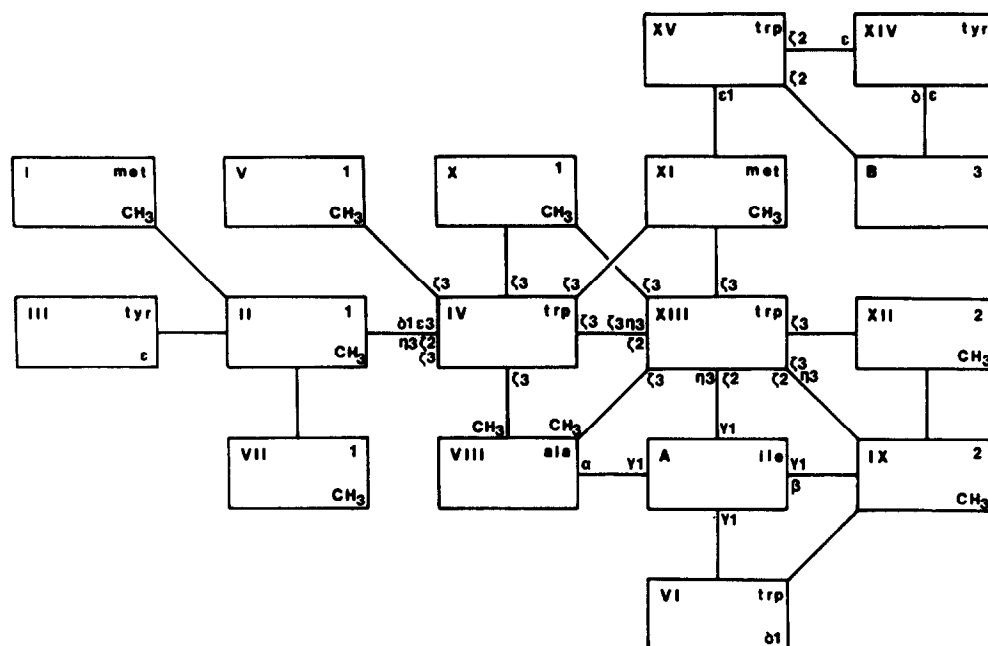 XV trp ζ2 ε XIV tyr
ζ2
ε1 δ ε
I met V 1 X 1 XI met B 3
CH3 CH3 CH3
ζ3 ζ3 ζ3 ζ3 ζ3
III tyr II 1 δ1 ε3 IV trp ζ3 ζ3 η3 XIII trp ζ3 XII 2
η3 ζ2 ζ2
ε CH3 ζ3 CH3
ζ3 ζ3 η3 ζ2 ζ2 ζ3 η3
CH3 CH3 γ1
VII 1 VIII ala α γ1 A ile γ1 IX 2
β
CH3 CH3
γ1
VI trp
δ1